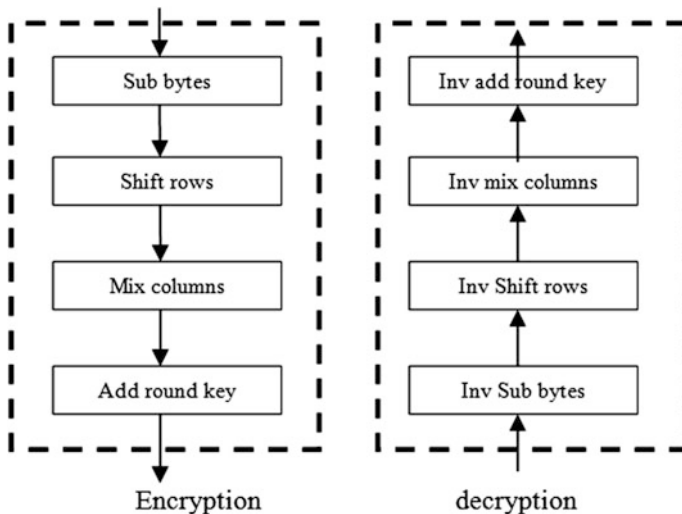 Sub bytes
Shift rows
Mix columns
Add round key
Encryption
Inv add round key
Inv mix columns
Inv Shift rows
Inv Sub bytes
decryption